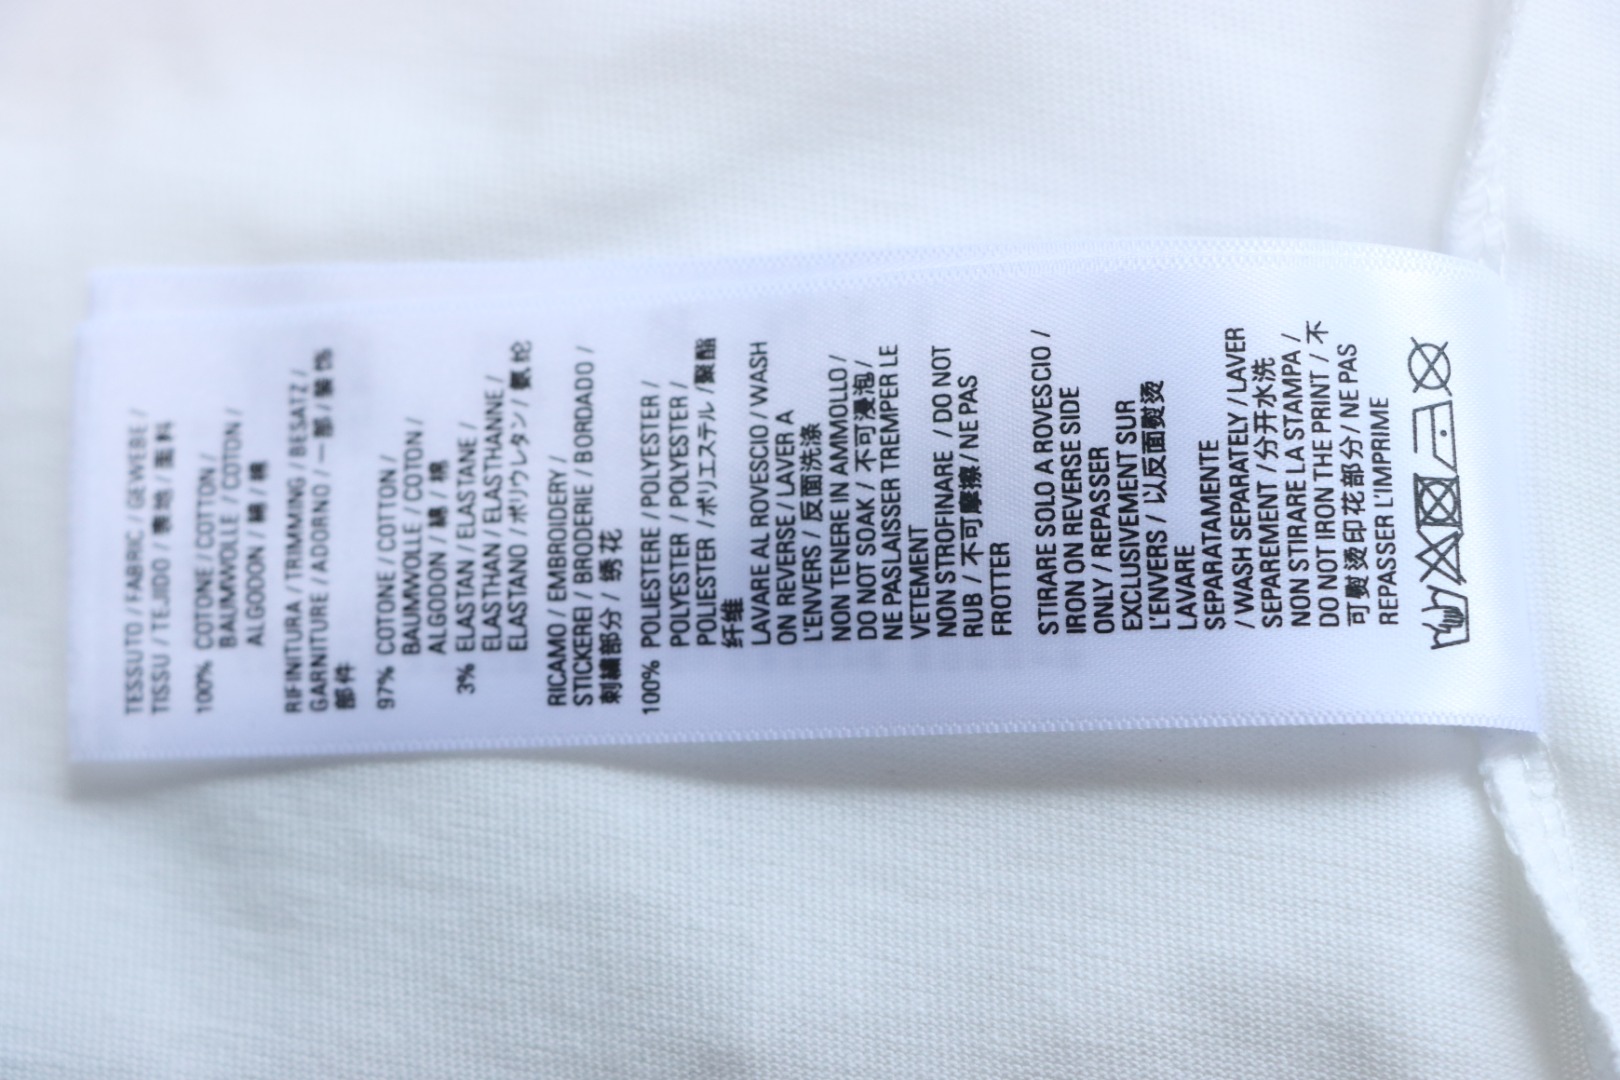 TESSUTO / FABRIC / GEWEBE /
TISSU / TEJIDO / 表地 / 面料
100% COTONE / COTTON /
BAUMWOLLE / COTON /
ALGODON / 綿 / 棉
RIFINITURA / TRIMMING / BESATZ /
GARNITURE / ADORNO / 一部 / 装饰
部件
97% COTONE / COTTON /
BAUMWOLLE / COTON /
ALGODON / 綿 / 棉
3% ELASTAN / ELASTANE /
ELASTHAN / ELASTHANNE /
ELASTANO / ポリウレタン / 氨纶
RICAMO / EMBROIDERY /
STICKEREI / BRODERIE / BORDADO /
刺繍部分 / 绣花
100% POLIESTERE / POLYESTER /
POLYESTER / POLYESTER /
POLIESTER / ポリエステル / 聚酯
纤维
LAVARE AL ROVESCIO / WASH
ON REVERSE / LAVER A
L'ENVERS / 反面洗涤
NON TENERE IN AMMOLLO /
DO NOT SOAK / 不可浸泡 /
NE PASLAISSER TREMPER LE
VETEMENT
NON STROFINARE / DO NOT
RUB / 不可摩擦 / NE PAS
FROTTER
STIRARE SOLO A ROVESCIO /
IRON ON REVERSE SIDE
ONLY / REPASSER
EXCLUSIVEMENT SUR
L'ENVERS / 以反面熨烫
LAVARE
SEPARATAMENTE
/ WASH SEPARATELY / LAVER
SEPAREMENT / 分开水洗
NON STIRARE LA STAMPA /
DO NOT IRON THE PRINT / 不
可熨烫印花部分 / NE PAS
REPASSER L'IMPRIME